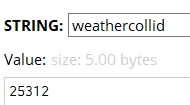 STRING: weathercollid
Value: size: 5.00 bytes
25312